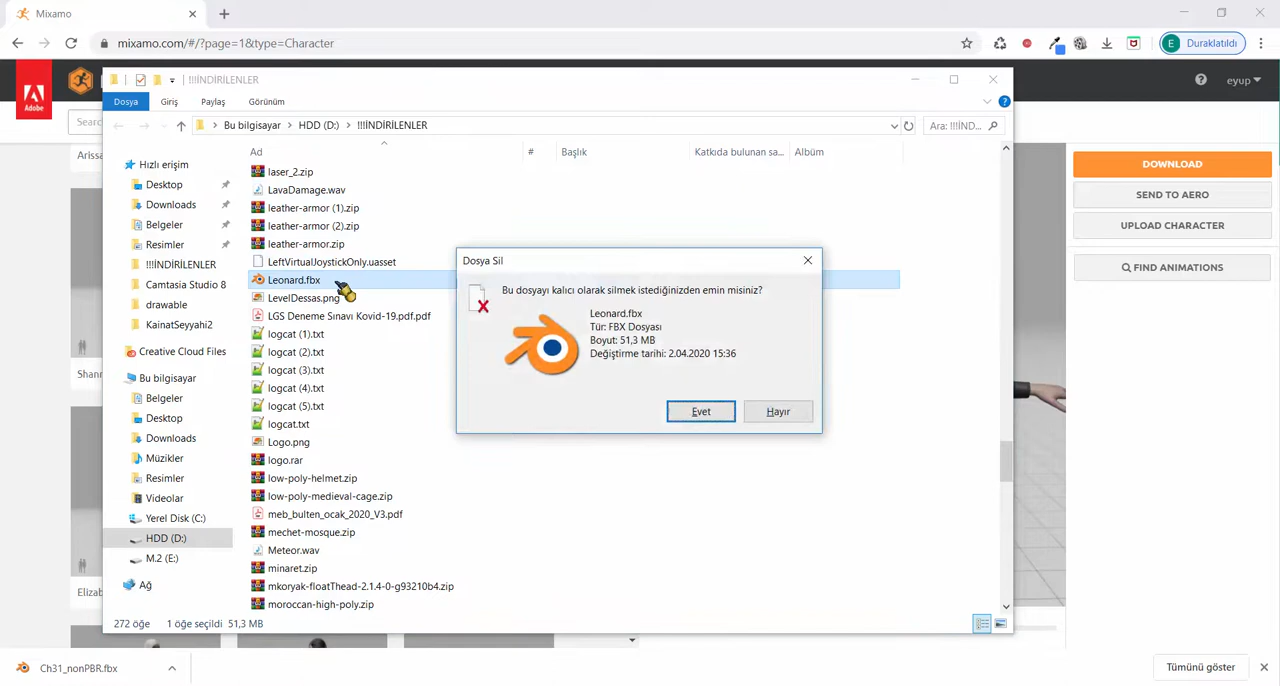 Mixamo
mixamo.com/#/?page=1&type=Character
Duraklatıldı
Adobe
eyup
!!!İNDİRİLENLER
Dosya
Giriş
Paylaş
Görünüm
Bu bilgisayar
HDD (D:)
!!!İNDİRİLENLER
Ara: !!!İND...
Searc
Arissa
Shann
Elizab
Hızlı erişim
Desktop
Downloads
Belgeler
Resimler
!!!İNDİRİLENLER
Camtasia Studio 8
drawable
KainatSeyyahi2
Creative Cloud Files
Bu bilgisayar
Belgeler
Desktop
Downloads
Müzikler
Resimler
Videolar
Yerel Disk (C:)
HDD (D:)
M.2 (E:)
Ağ
Ad
#
Başlık
Katkıda bulunan sa...
Albüm
laser_2.zip
LavaDamage.wav
leather-armor (1).zip
leather-armor (2).zip
leather-armor.zip
LeftVirtualJoystickOnly.uasset
Leonard.fbx
LevelDessas.png
LGS Deneme Sınavı Kovid-19.pdf.pdf
logcat (1).txt
logcat (2).txt
logcat (3).txt
logcat (4).txt
logcat (5).txt
logcat.txt
Logo.png
logo.rar
low-poly-helmet.zip
low-poly-medieval-cage.zip
meb_bulten_ocak_2020_V3.pdf
mechet-mosque.zip
Meteor.wav
minaret.zip
mkoryak-floatThead-2.1.4-0-g93210b4.zip
moroccan-high-poly.zip
Dosya Sil
Bu dosyayı kalıcı olarak silmek istediğinizden emin misiniz?
Leonard.fbx
Tür: FBX Dosyası
Boyut: 51,3 MB
Değiştirme tarihi: 2.04.2020 15:36
Evet
Hayır
DOWNLOAD
SEND TO AERO
UPLOAD CHARACTER
FIND ANIMATIONS
272 öğe
1 öğe seçildi
51,3 MB
Ch31_nonPBR.fbx
Tümünü göster